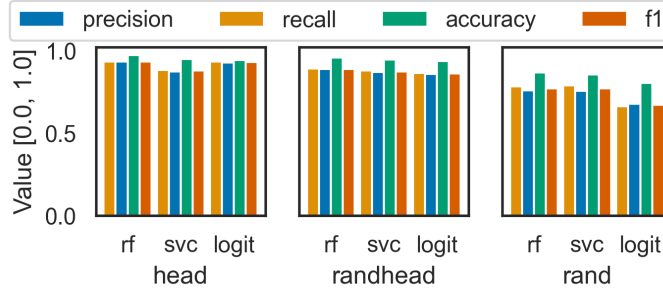 precision recall accuracy f1
Value [0.0, 1.0]
1.0
0.5
0.0
rf svc logit rf svc logit rf svc logit
head randhead rand